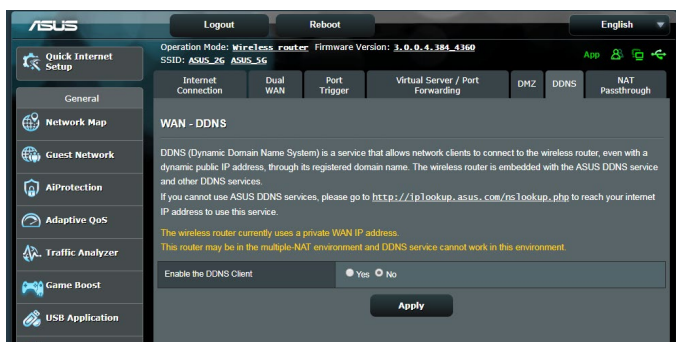 ASUS
Logout
Reboot
English
Quick Internet
Setup
General
Network Map
Guest Network
AiProtection
Adaptive QoS
Traffic Analyzer
Game Boost
USB Application
Operation Mode: Wireless router Firmware Version: 3.0.0.4.384_4360
SSID: ASUS_2G ASUS_5G
App
Internet
Connection
Dual
WAN
Port
Trigger
Virtual Server / Port
Forwarding
DMZ
DDNS
NAT
Passthrough
WAN - DDNS
DDNS (Dynamic Domain Name System) is a service that allows network clients to connect to the wireless router, even with a
dynamic public IP address, through its registered domain name. The wireless router is embedded with the ASUS DDNS service
and other DDNS services.
If you cannot use ASUS DDNS services, please go to http://iplookup.asus.com/nslookup.php to reach your internet
IP address to use this service.
The wireless router currently uses a private WAN IP
address.
This router may be in the multiple-NAT environment and DDNS service cannot work in this environment.
Enable the DDNS Client
Yes No
Apply